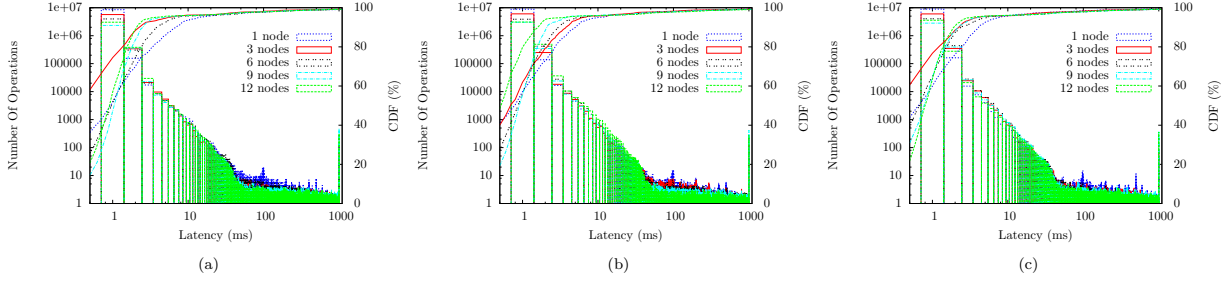 1e+07
1e+06
100000
10000
1000
100
10
1
Number Of Operations
1 10 100 1000
Latency (ms)
100
80
60
40
20
0
CDF (%)
1 node
3 nodes
6 nodes
9 nodes
12 nodes
(a)
1e+07
1e+06
100000
10000
1000
100
10
1
Number Of Operations
1 10 100 1000
Latency (ms)
100
80
60
40
20
0
CDF (%)
1 node
3 nodes
6 nodes
9 nodes
12 nodes
(b)
1e+07
1e+06
100000
10000
1000
100
10
1
Number Of Operations
1 10 100 1000
Latency (ms)
100
80
60
40
20
0
CDF (%)
1 node
3 nodes
6 nodes
9 nodes
12 nodes
(c)